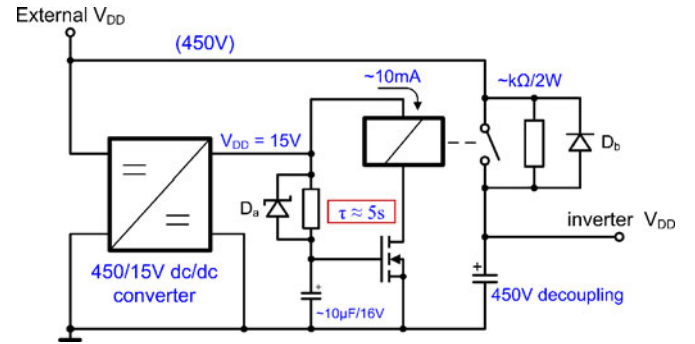 External V_DD
(450V)
~10mA
~kΩ/2W
V_DD = 15V
D_b
D_a
τ ≈ 5s
inverter V_DD
450/15V dc/dc
converter
~10µF/16V
450V decoupling